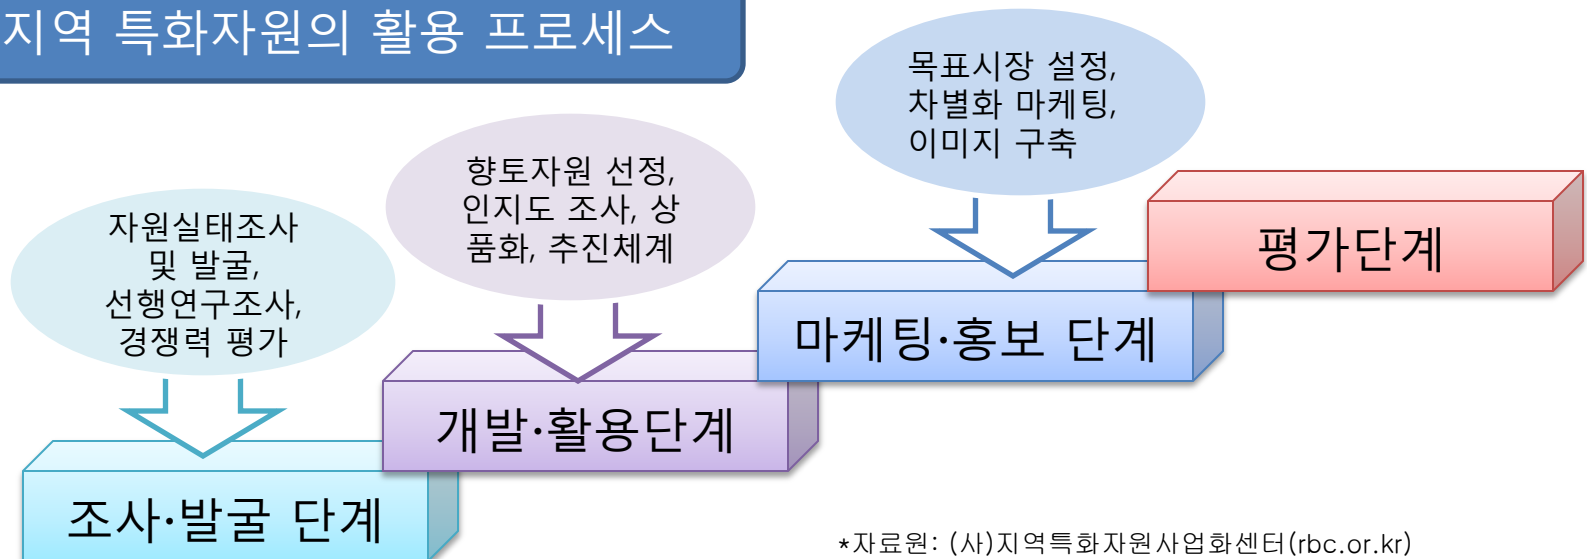 지역 특화자원의 활용 프로세스
자원실태조사
및 발굴,
선행연구조사,
경쟁력 평가
조사·발굴 단계
향토자원 선정,
인지도 조사, 상
품화, 추진체계
개발·활용단계
목표시장 설정,
차별화 마케팅,
이미지 구축
마케팅·홍보 단계
평가단계
*자료원: (사)지역특화자원사업화센터(rbc.or.kr)